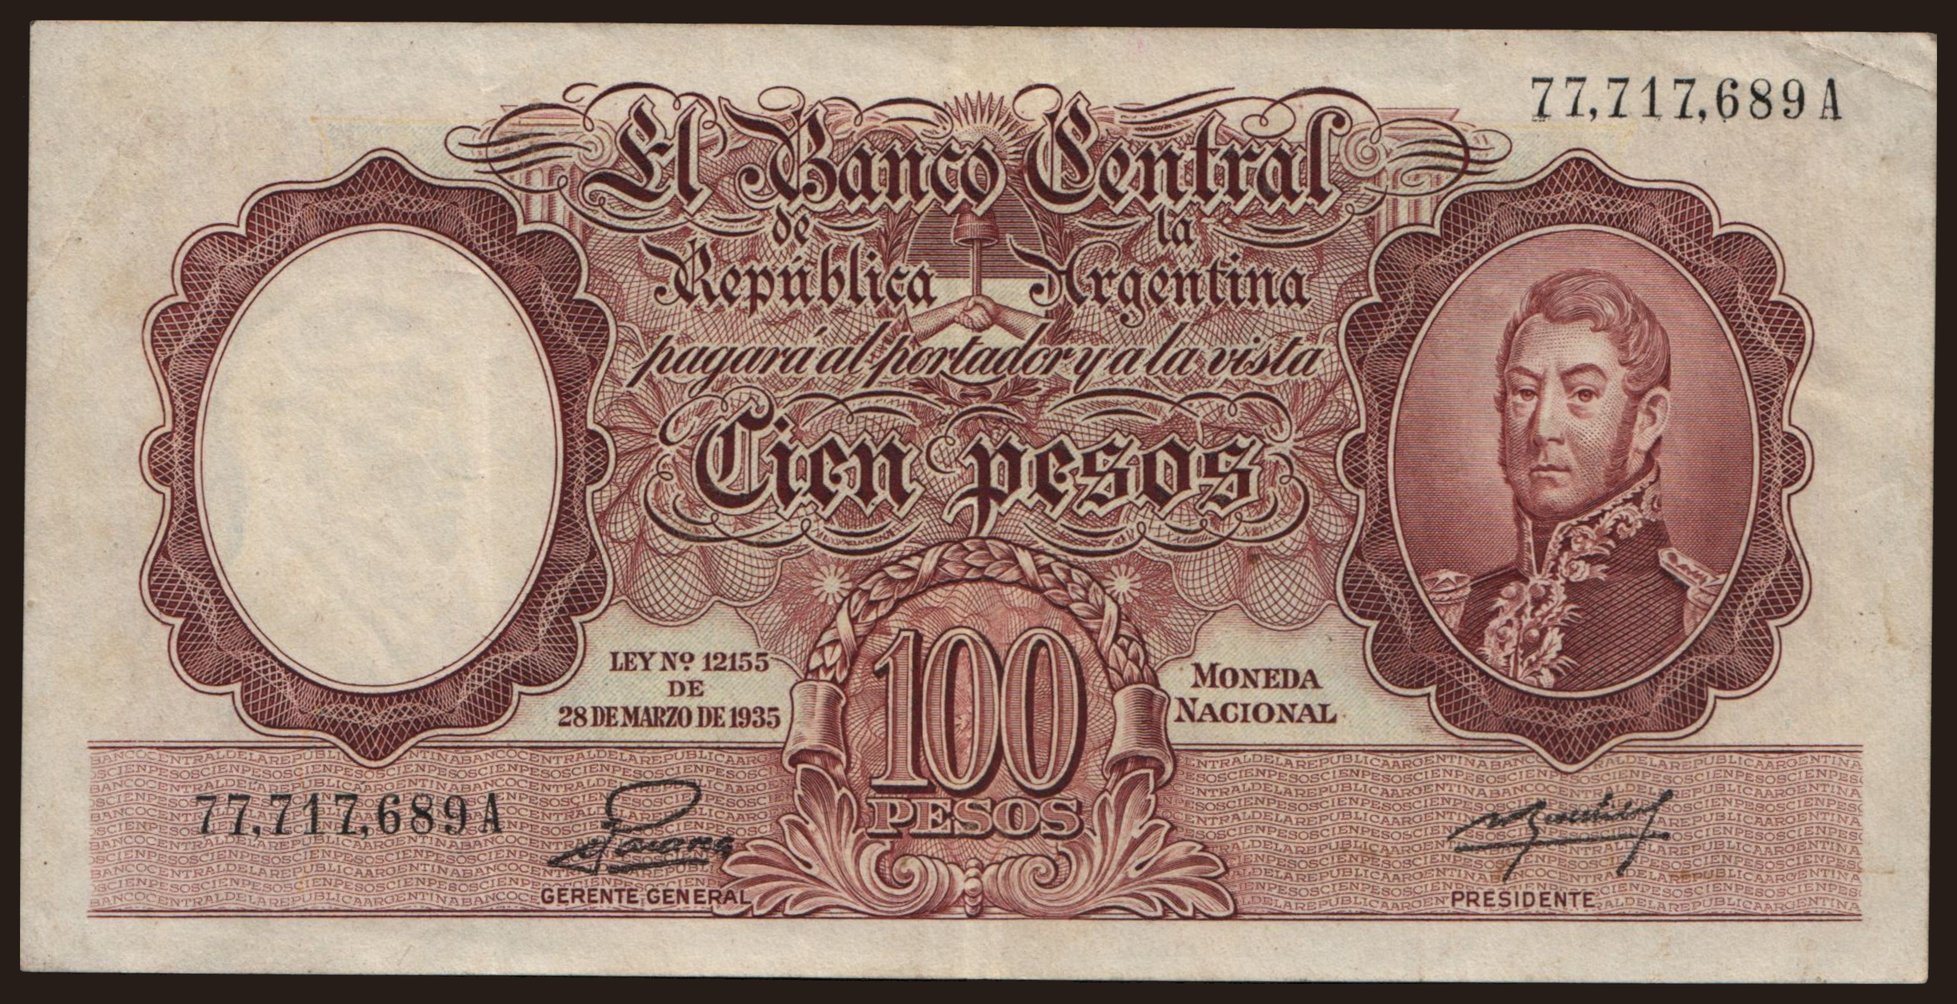 77,717,689A
El Banco Central
de la
República Argentina
pagará al portador y a la vista
Cien pesos
LEY Nº 12155
DE
28 DE MARZO DE 1935
MONEDA
NACIONAL
100
PESOS
77,717,689A
GERENTE GENERAL
PRESIDENTE